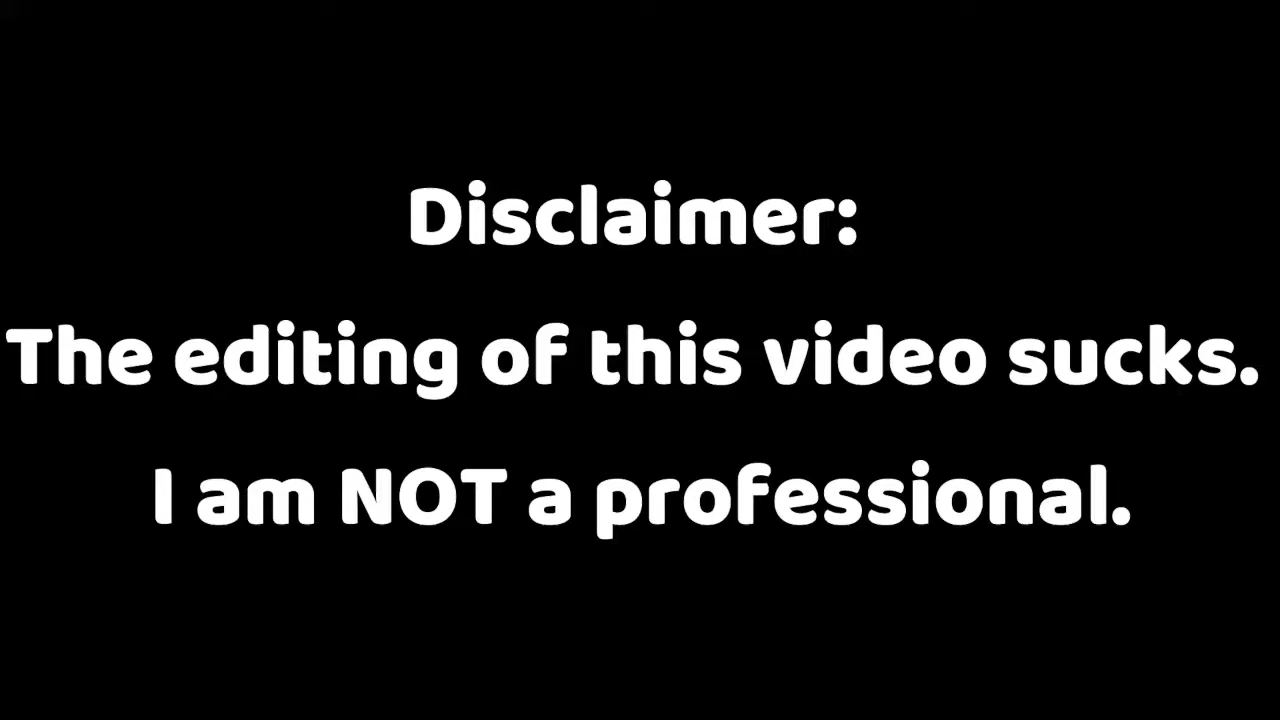 Disclaimer:
The editing of this video sucks.
I am NOT a professional.